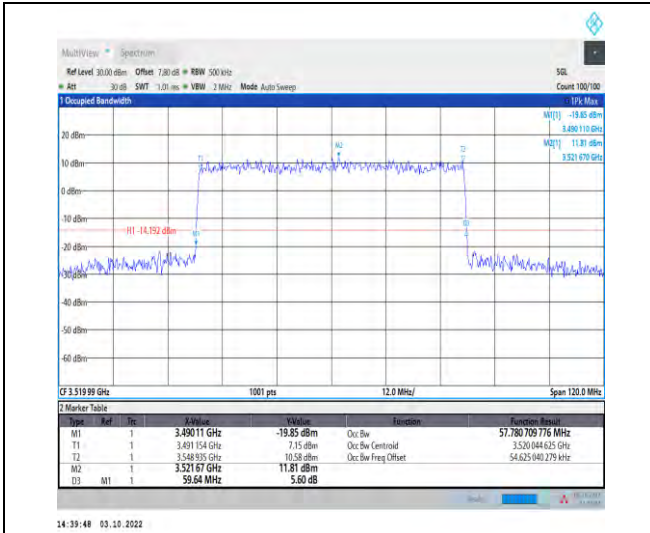 MultiView Spectrum
Ref Level 30.00 dBm Offset 7.80 dB RBW 500 kHz SGL
Att 30 dB SWT 1.01 ms VBW 2 MHz Mode Auto Sweep Count 100/100
1 Occupied Bandwidth 1Pk Max
M1[1] -19.85 dBm
3.490 110 GHz
M2[1] 11.81 dBm
3.521 670 GHz
20 dBm
M2
T1
T2
10 dBm
0 dBm
-10 dBm
H1 -14.192 dBm
M1
D3
-20 dBm
-30 dBm
-40 dBm
-50 dBm
-60 dBm
CF 3.519 99 GHz 1001 pts 12.0 MHz/ Span 120.0 MHz
2 Marker Table
Type Ref Trc X-Value Y-Value Function Function Result
M1 1 3.490 11 GHz -19.85 dBm Occ Bw 57.780 709 776 MHz
T1 1 3.491 154 GHz 7.15 dBm Occ Bw Centroid 3.520 044 625 GHz
T2 1 3.548 935 GHz 10.58 dBm Occ Bw Freq Offset 54.625 040 279 kHz
M2 1 3.521 67 GHz 11.81 dBm
D3 M1 1 59.64 MHz 5.60 dB
14:39:48 03.10.2022